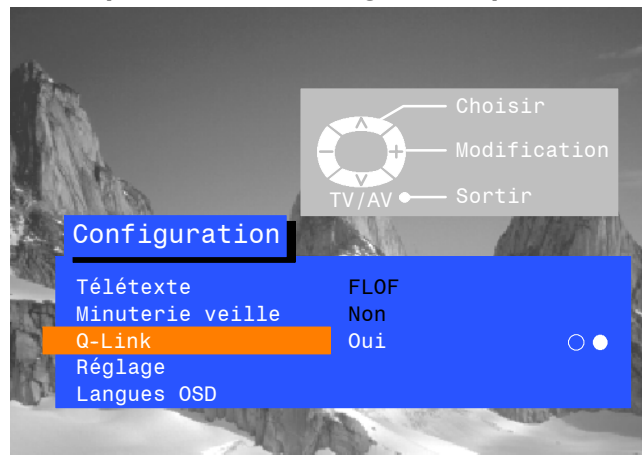 Choisir
Modification
TV/AV Sortir
Configuration
Télétexte FLOF
Minuterie veille Non
Q-Link Oui
Réglage
Langues OSD